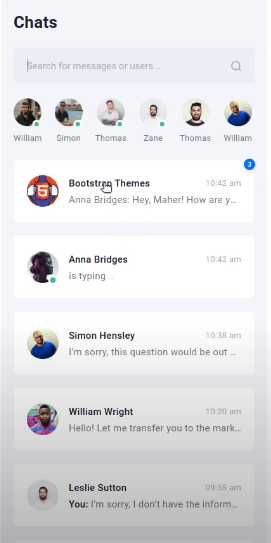 Chats
Search for messages or users...
William Simon Thomas Zane Thomas William
3
Bootstrap Themes 10:42 am
Anna Bridges: Hey, Maher! How are y...
Anna Bridges 10:42 am
is typing ..
Simon Hensley 10:38 am
I'm sorry, this question would be out ...
William Wright 10:20 am
Hello! Let me transfer you to the mark...
Leslie Sutton 09:55 am
You: I'm sorry, I don't have the inform...